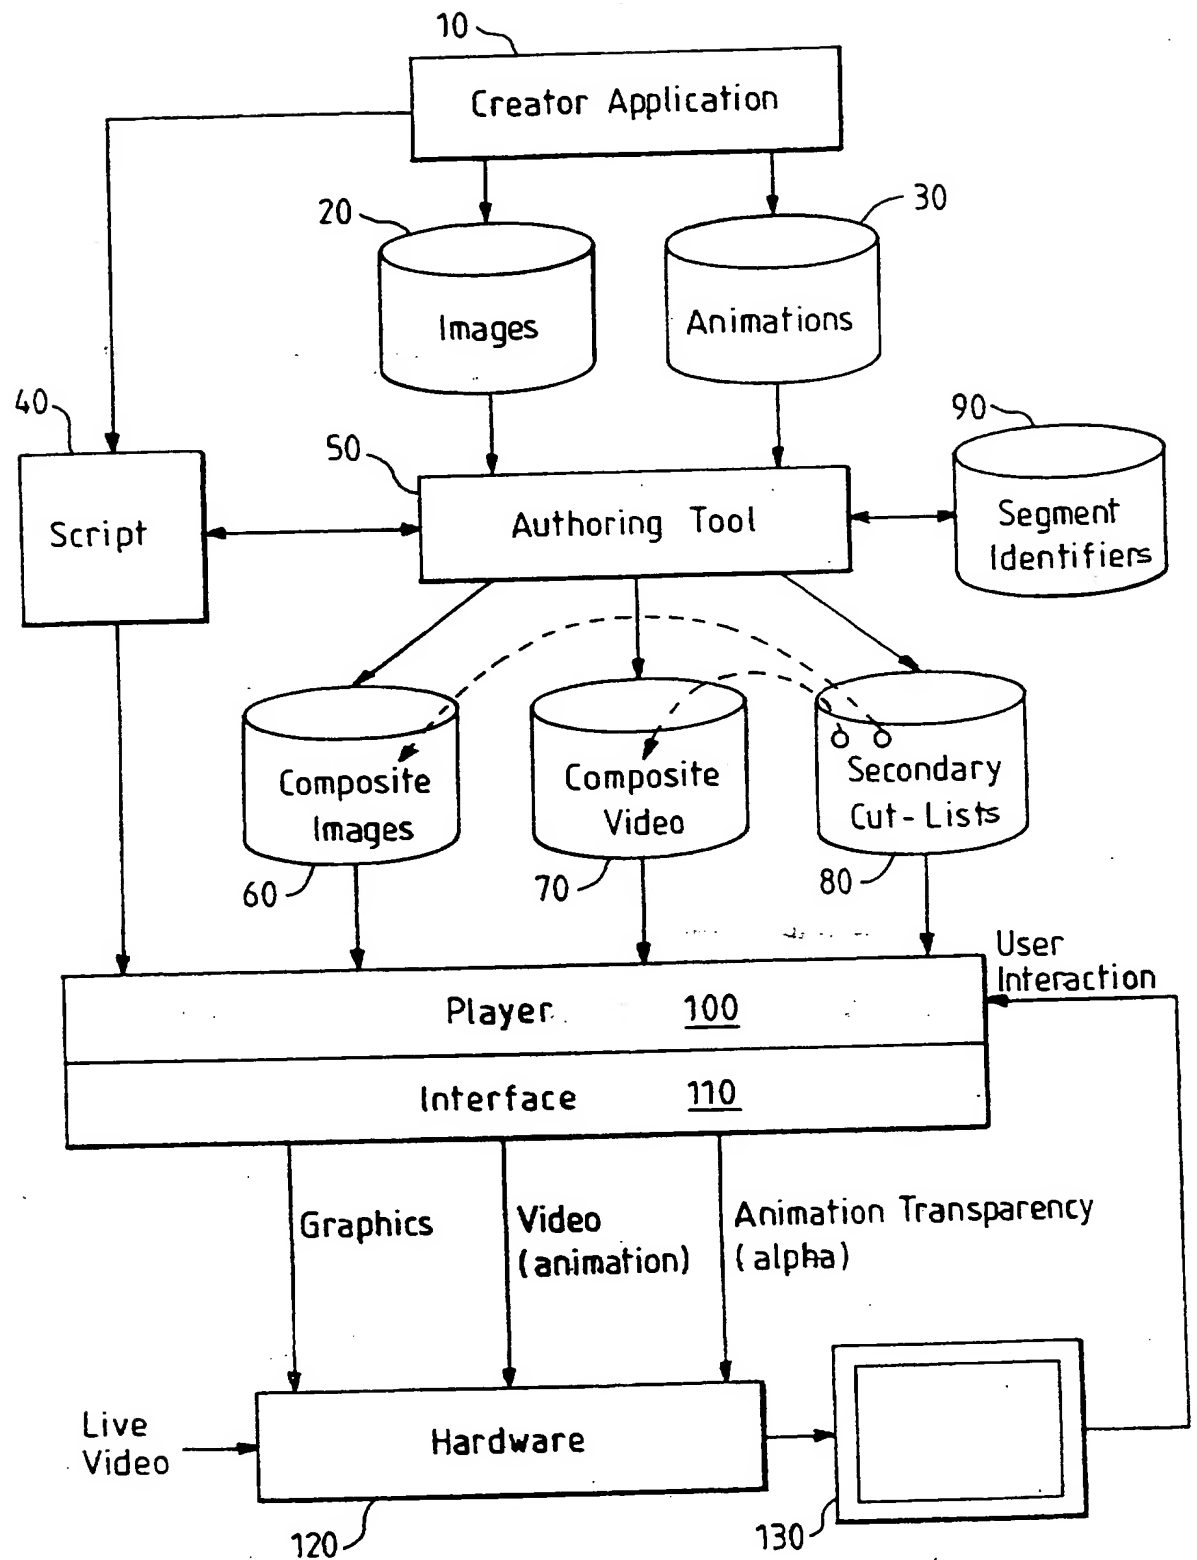 10
Creator Application
20
30
Images
Animations
40
50
90
Script
Authoring Tool
Segment
Identifiers
Composite
Images
Composite
Video
Secondary
Cut-Lists
60
70
80
User
Interaction
Player 100
Interface 110
Graphics
Video
(animation)
Animation Transparency
(alpha)
Live
Video
Hardware
120
130